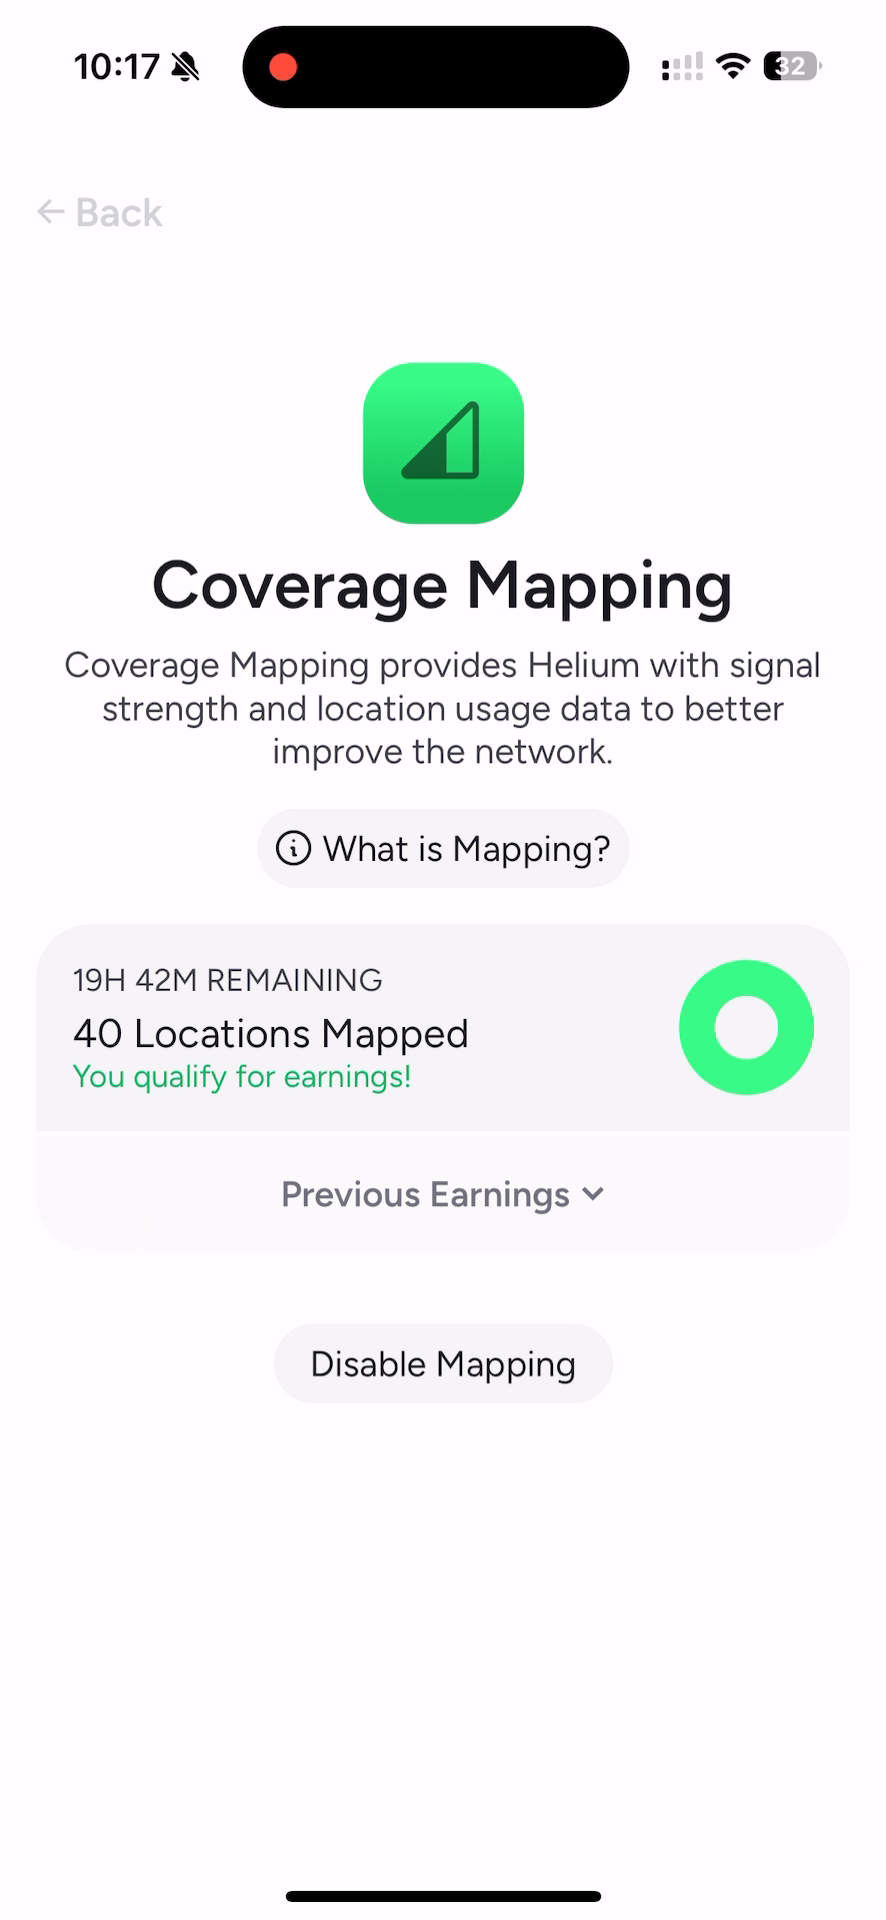 10:17
32
← Back
Coverage Mapping
Coverage Mapping provides Helium with signal
strength and location usage data to better
improve the network.
What is Mapping?
19H 42M REMAINING
40 Locations Mapped
You qualify for earnings!
Previous Earnings
Disable Mapping